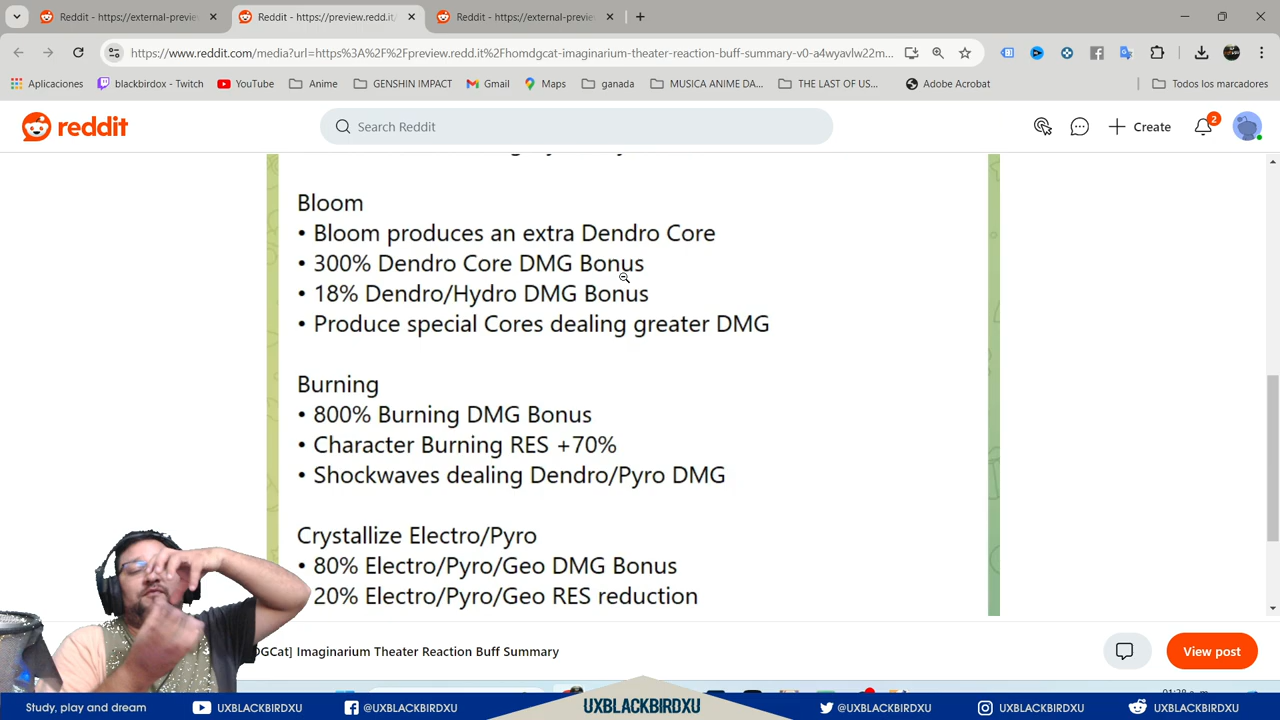 Reddit - https://external-previe
Reddit - https://preview.redd.it/
Reddit - https://external-previe
https://www.reddit.com/media?url=https%3A%2F%2Fpreview.redd.it%2Fhomdgcat-imaginarium-theater-reaction-buff-summary-v0-a4wyavlw22m...
Aplicaciones
blackbirdox - Twitch
YouTube
Anime
GENSHIN IMPACT
Gmail
Maps
ganada
MUSICA ANIME DA...
THE LAST OF US...
Adobe Acrobat
Todos los marcadores
reddit
Search Reddit
Create
2
Bloom
• Bloom produces an extra Dendro Core
• 300% Dendro Core DMG Bonus
• 18% Dendro/Hydro DMG Bonus
• Produce special Cores dealing greater DMG
Burning
• 800% Burning DMG Bonus
• Character Burning RES +70%
• Shockwaves dealing Dendro/Pyro DMG
Crystallize Electro/Pyro
• 80% Electro/Pyro/Geo DMG Bonus
20% Electro/Pyro/Geo RES reduction
DGCat] Imaginarium Theater Reaction Buff Summary
View post
Study, play and dream
UXBLACKBIRDXU
@UXBLACKBIRDXU
UXBLACKBIRDXU
@UXBLACKBIRDXU
UXBLACKBIRDXU
UXBLACKBIRDXU